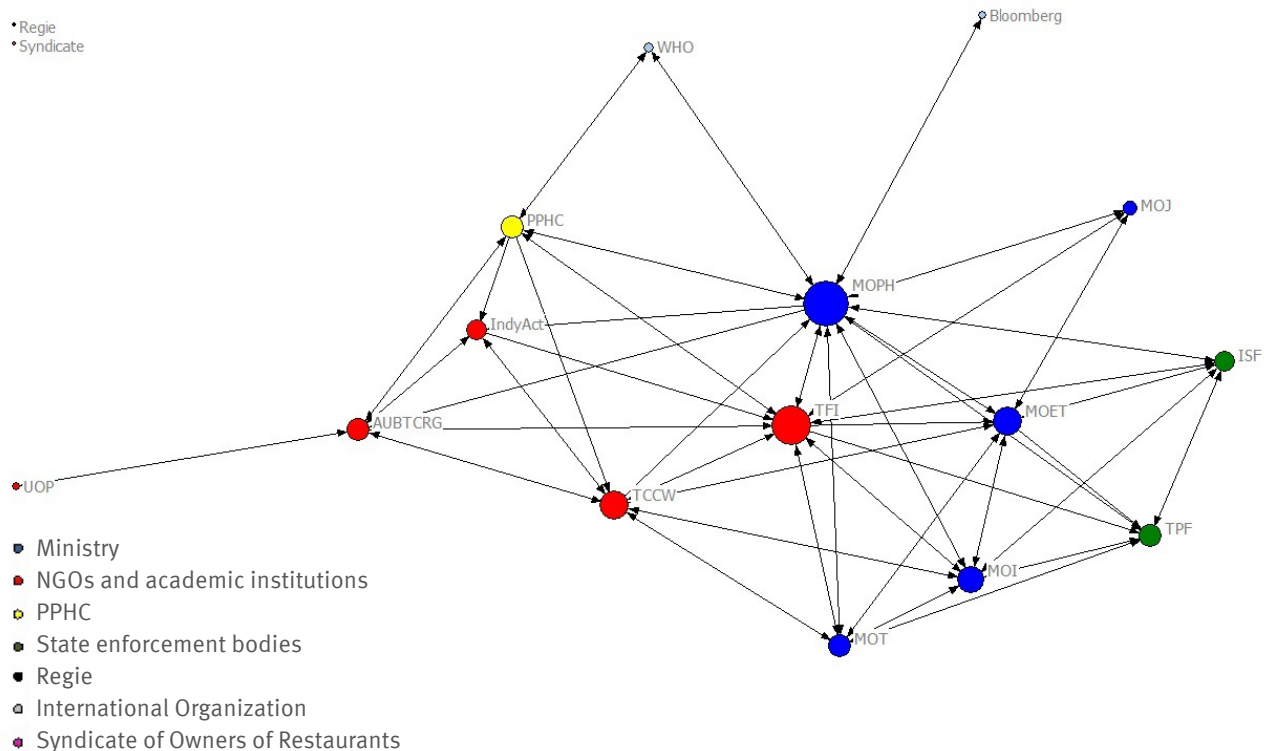 Bloomberg
Regie
Syndicate
WHO
MOJ
PPHC
MOPH
IndyAct
ISF
TFI
MOET
AUBTCRG
UOP
TCCW
TPF
MOI
MOT
Ministry
NGOs and academic institutions
PPHC
State enforcement bodies
Regie
International Organization
Syndicate of Owners of Restaurants